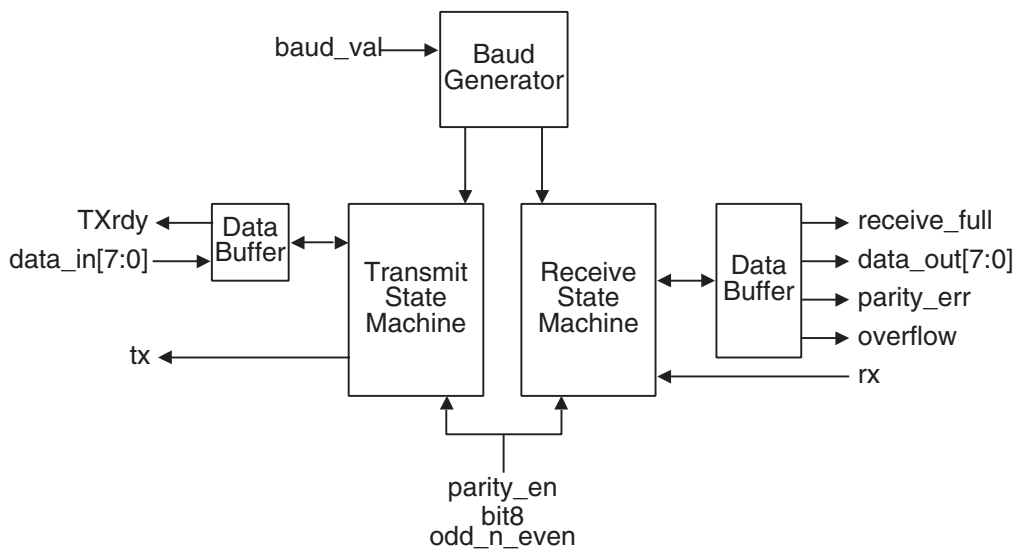 baud_val
Baud
Generator
TXrdy
data_in[7:0]
Data
Buffer
Transmit
State
Machine
Receive
State
Machine
Data
Buffer
receive_full
data_out[7:0]
parity_err
overflow
tx
rx
parity_en
bit8
odd_n_even